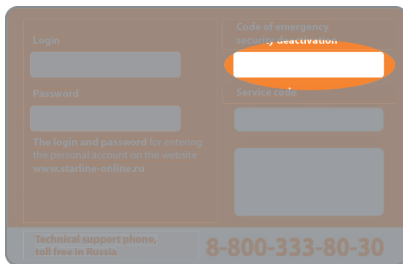 Code of emergency
security deactivation
Login
Password
Service code
The login and password for entering
the personal account on the website
www.starline-online.ru
Technical support phone,
toll free in Russia
8-800-333-80-30